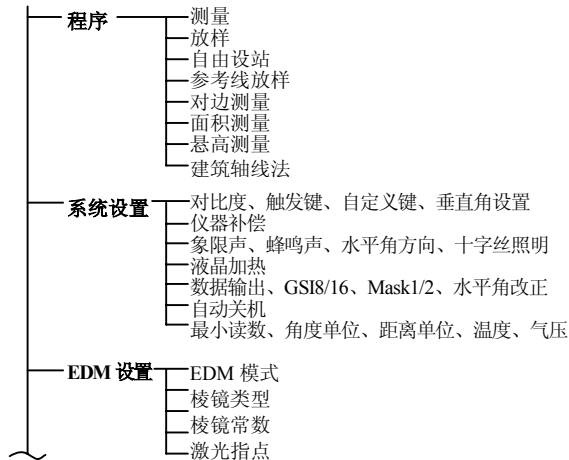 程序 测量
放样
自由设站
参考线放样
对边测量
面积测量
悬高测量
建筑轴线法
系统设置 对比度、触发键、自定义键、垂直角设置
仪器补偿
象限声、蜂鸣声、水平角方向、十字丝照明
液晶加热
数据输出、GSI8/16、Mask1/2、水平角改正
自动关机
最小读数、角度单位、距离单位、温度、气压
EDM 设置 EDM 模式
棱镜类型
棱镜常数
激光指点